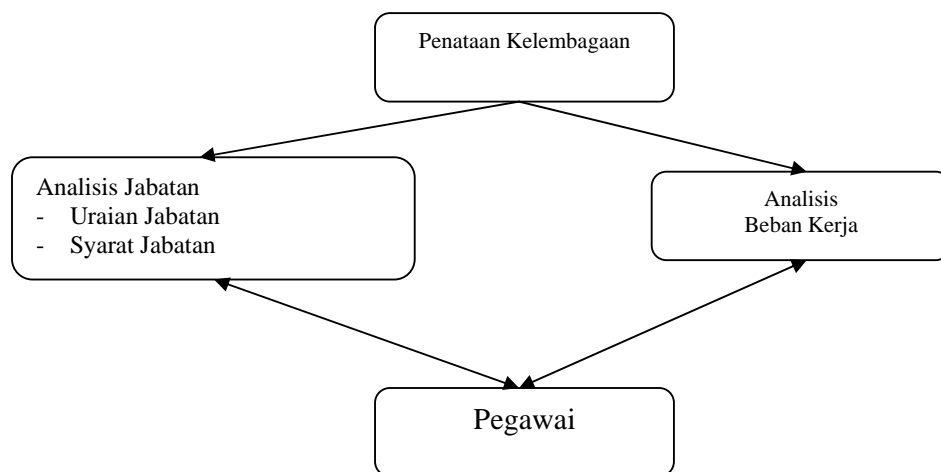 Penataan Kelembagaan
Analisis Jabatan
- Uraian Jabatan
- Syarat Jabatan
Analisis
Beban Kerja
Pegawai